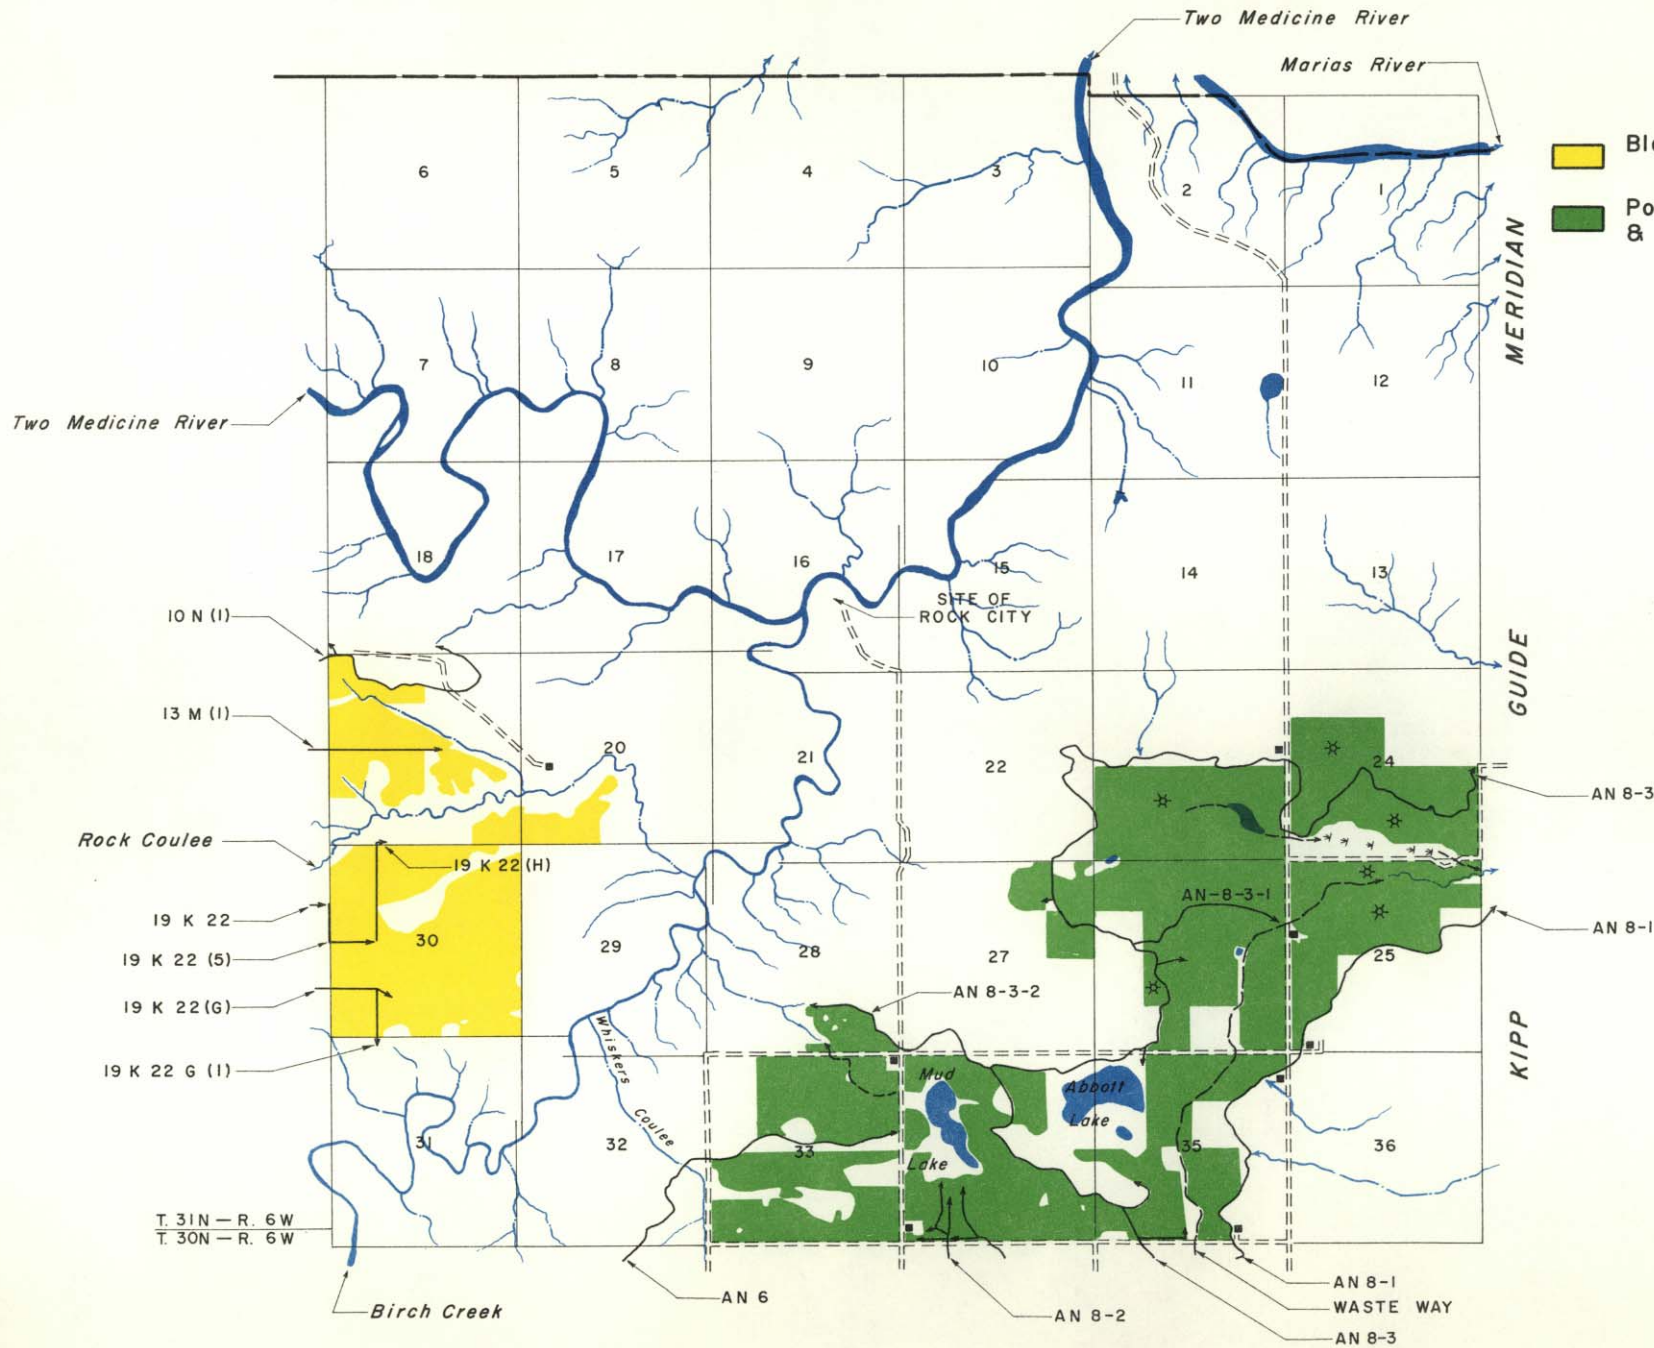 Two Medicine River
Marias River
6
5
4
3
2
1
Po
&
MERIDIAN
7
8
9
10
11
12
Two Medicine River
18
17
16
15
14
13
SITE OF
ROCK CITY
10 N (1)
GUIDE
13 M (1)
20
21
22
24
AN 8-3
Rock Coulee
19 K 22 (H)
AN-8-3-1
19 K 22
AN 8-1
30
29
28
27
25
19 K 22 (5)
AN 8-3-2
19 K 22 (G)
Whiskers
Coulee
KIPP
19 K 22 G (1)
Mud
Lake
Abbott
Lake
31
32
33
35
36
T. 31N — R. 6W
T. 30N — R. 6W
AN 8-1
AN 6
WASTE WAY
Birch Creek
AN 8-2
AN 8-3